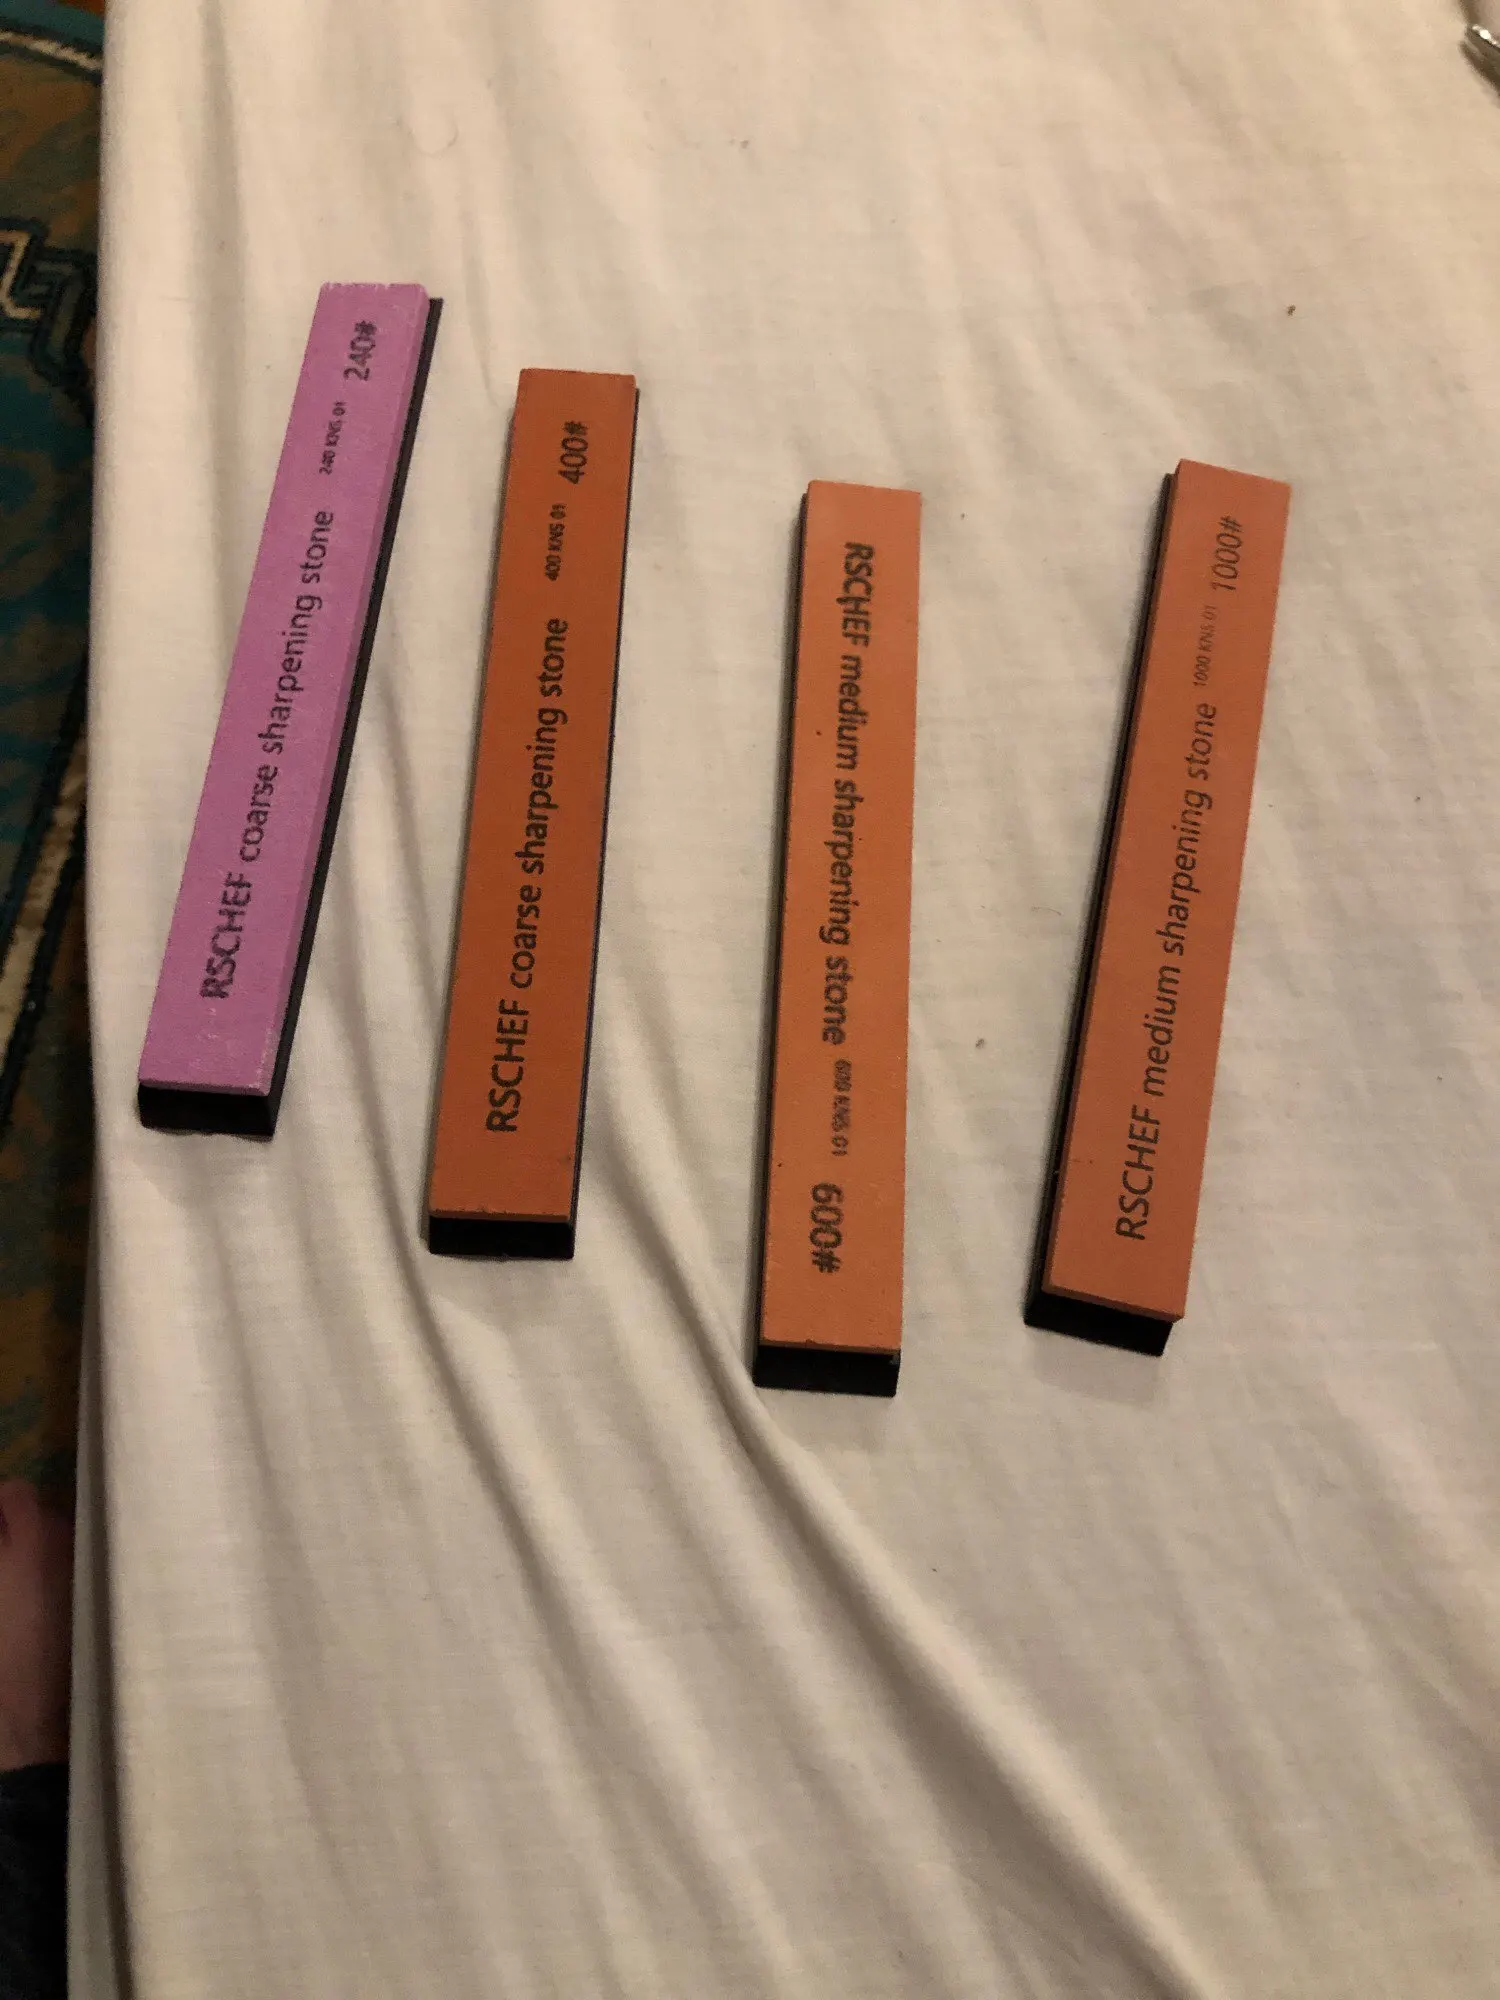 RSCHEF coarse sharpening stone 240 KNS 01 240#
RSCHEF coarse sharpening stone 400 KNS 01 400#
RSCHEF medium sharpening stone 600 KNS 01 600#
RSCHEF medium sharpening stone 1000 KNS 01 1000#